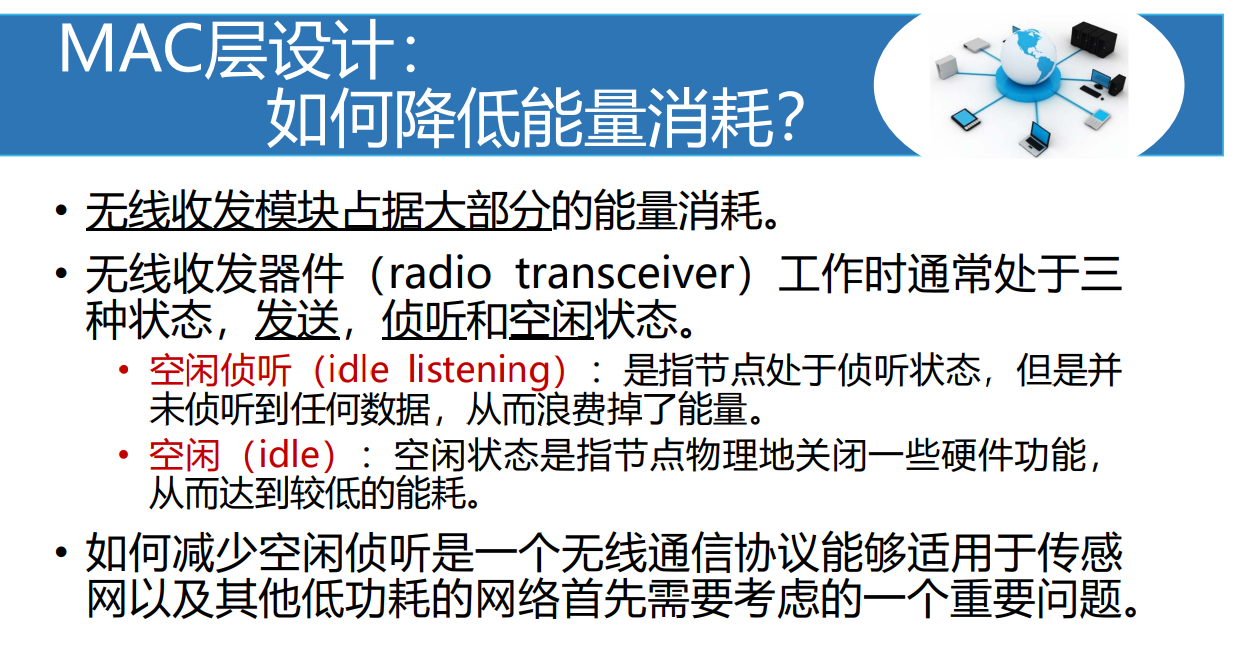 MAC层设计：
如何降低能量消耗？
• 无线收发模块占据大部分的能量消耗。
• 无线收发器件（radio transceiver）工作时通常处于三
种状态，发送，侦听和空闲状态。
• 空闲侦听（idle listening）：是指节点处于侦听状态，但是并
未侦听到任何数据，从而浪费掉了能量。
• 空闲（idle）：空闲状态是指节点物理地关闭一些硬件功能，
从而达到较低的能耗。
• 如何减少空闲侦听是一个无线通信协议能够适用于传感
网以及其他低功耗的网络首先需要考虑的一个重要问题。